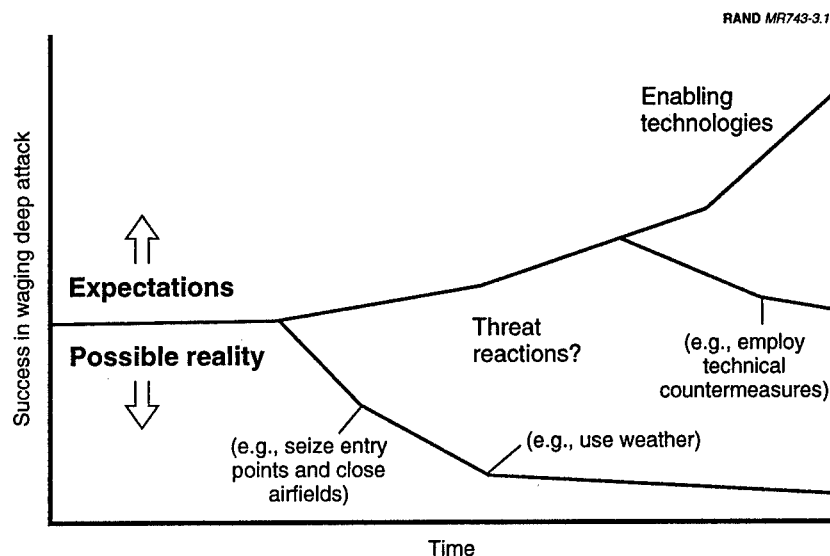 RAND MR743-3.1
Enabling
technologies
Success in waging deep attack
Expectations
Possible reality
Threat
reactions?
(e.g., employ
technical
countermeasures)
(e.g., seize entry
points and close
airfields)
(e.g., use weather)
Time